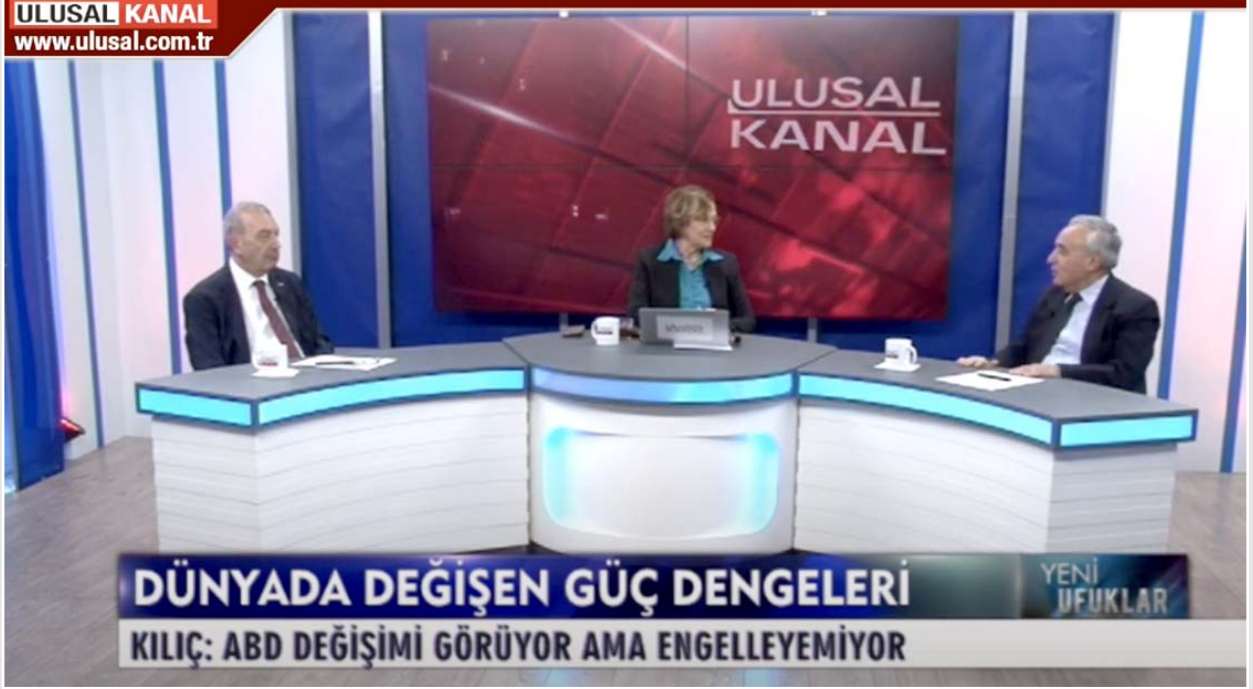 ULUSAL KANAL
www.ulusal.com.tr
ULUSAL
KANAL
DÜNYADA DEĞİŞEN GÜÇ DENGELERİ
YENİ
UFUKLAR
KILIÇ: ABD DEĞİŞİMİ GÖRÜYOR AMA ENGELLEYEMİYOR